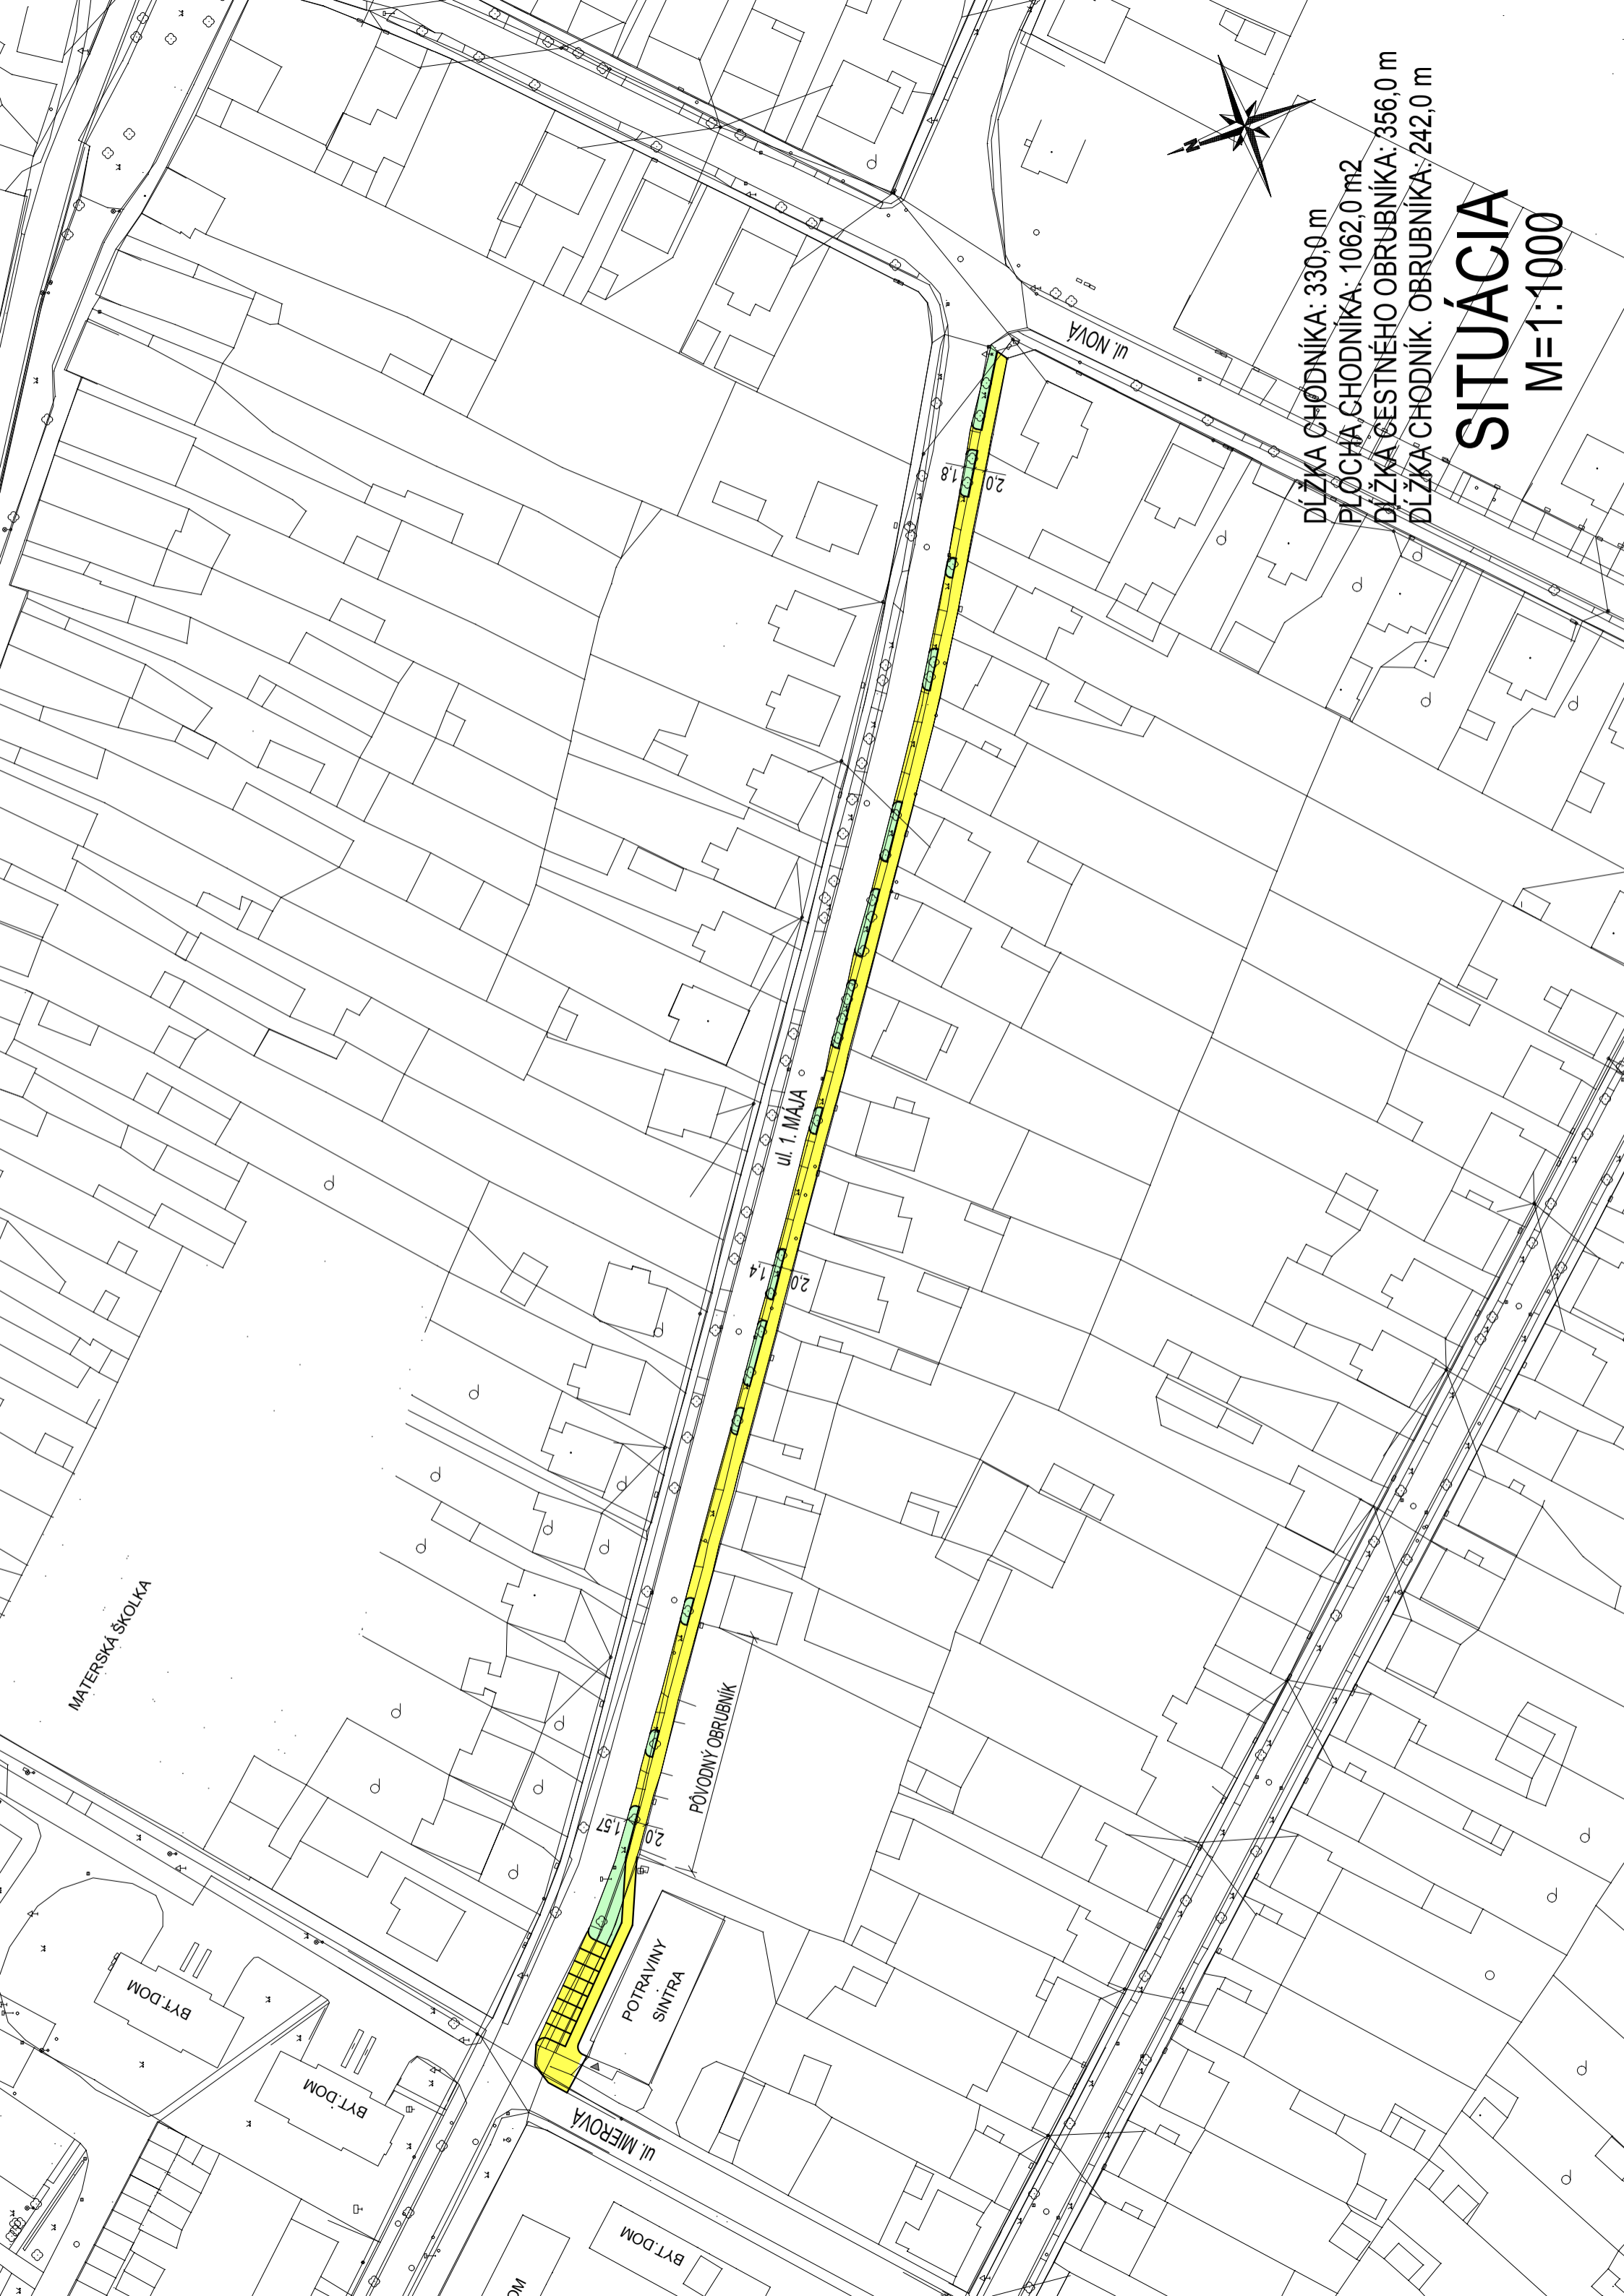 DĹŽKA CHODNÍKA: 330,0 m
PLOCHA CHODNÍKA: 1062,0 m2
DĹŽKA CESTNÉHO OBRUBNÍKA: 356,0 m
DĹŽKA CHODNÍK. OBRUBNÍKA: 242,0 m
SITUÁCIA
M=1:1000
N
ul. NOVÁ
1,8
2,0
ul. 1. MÁJA
1,4
2,0
MATERSKÁ ŠKOLKA
PÔVODNÝ OBRUBNÍK
1,57
2,0
POTRAVINY
SINTRA
BYT.DOM
BYT.DOM
ul. MIEROVÁ
BYT.DOM
OM